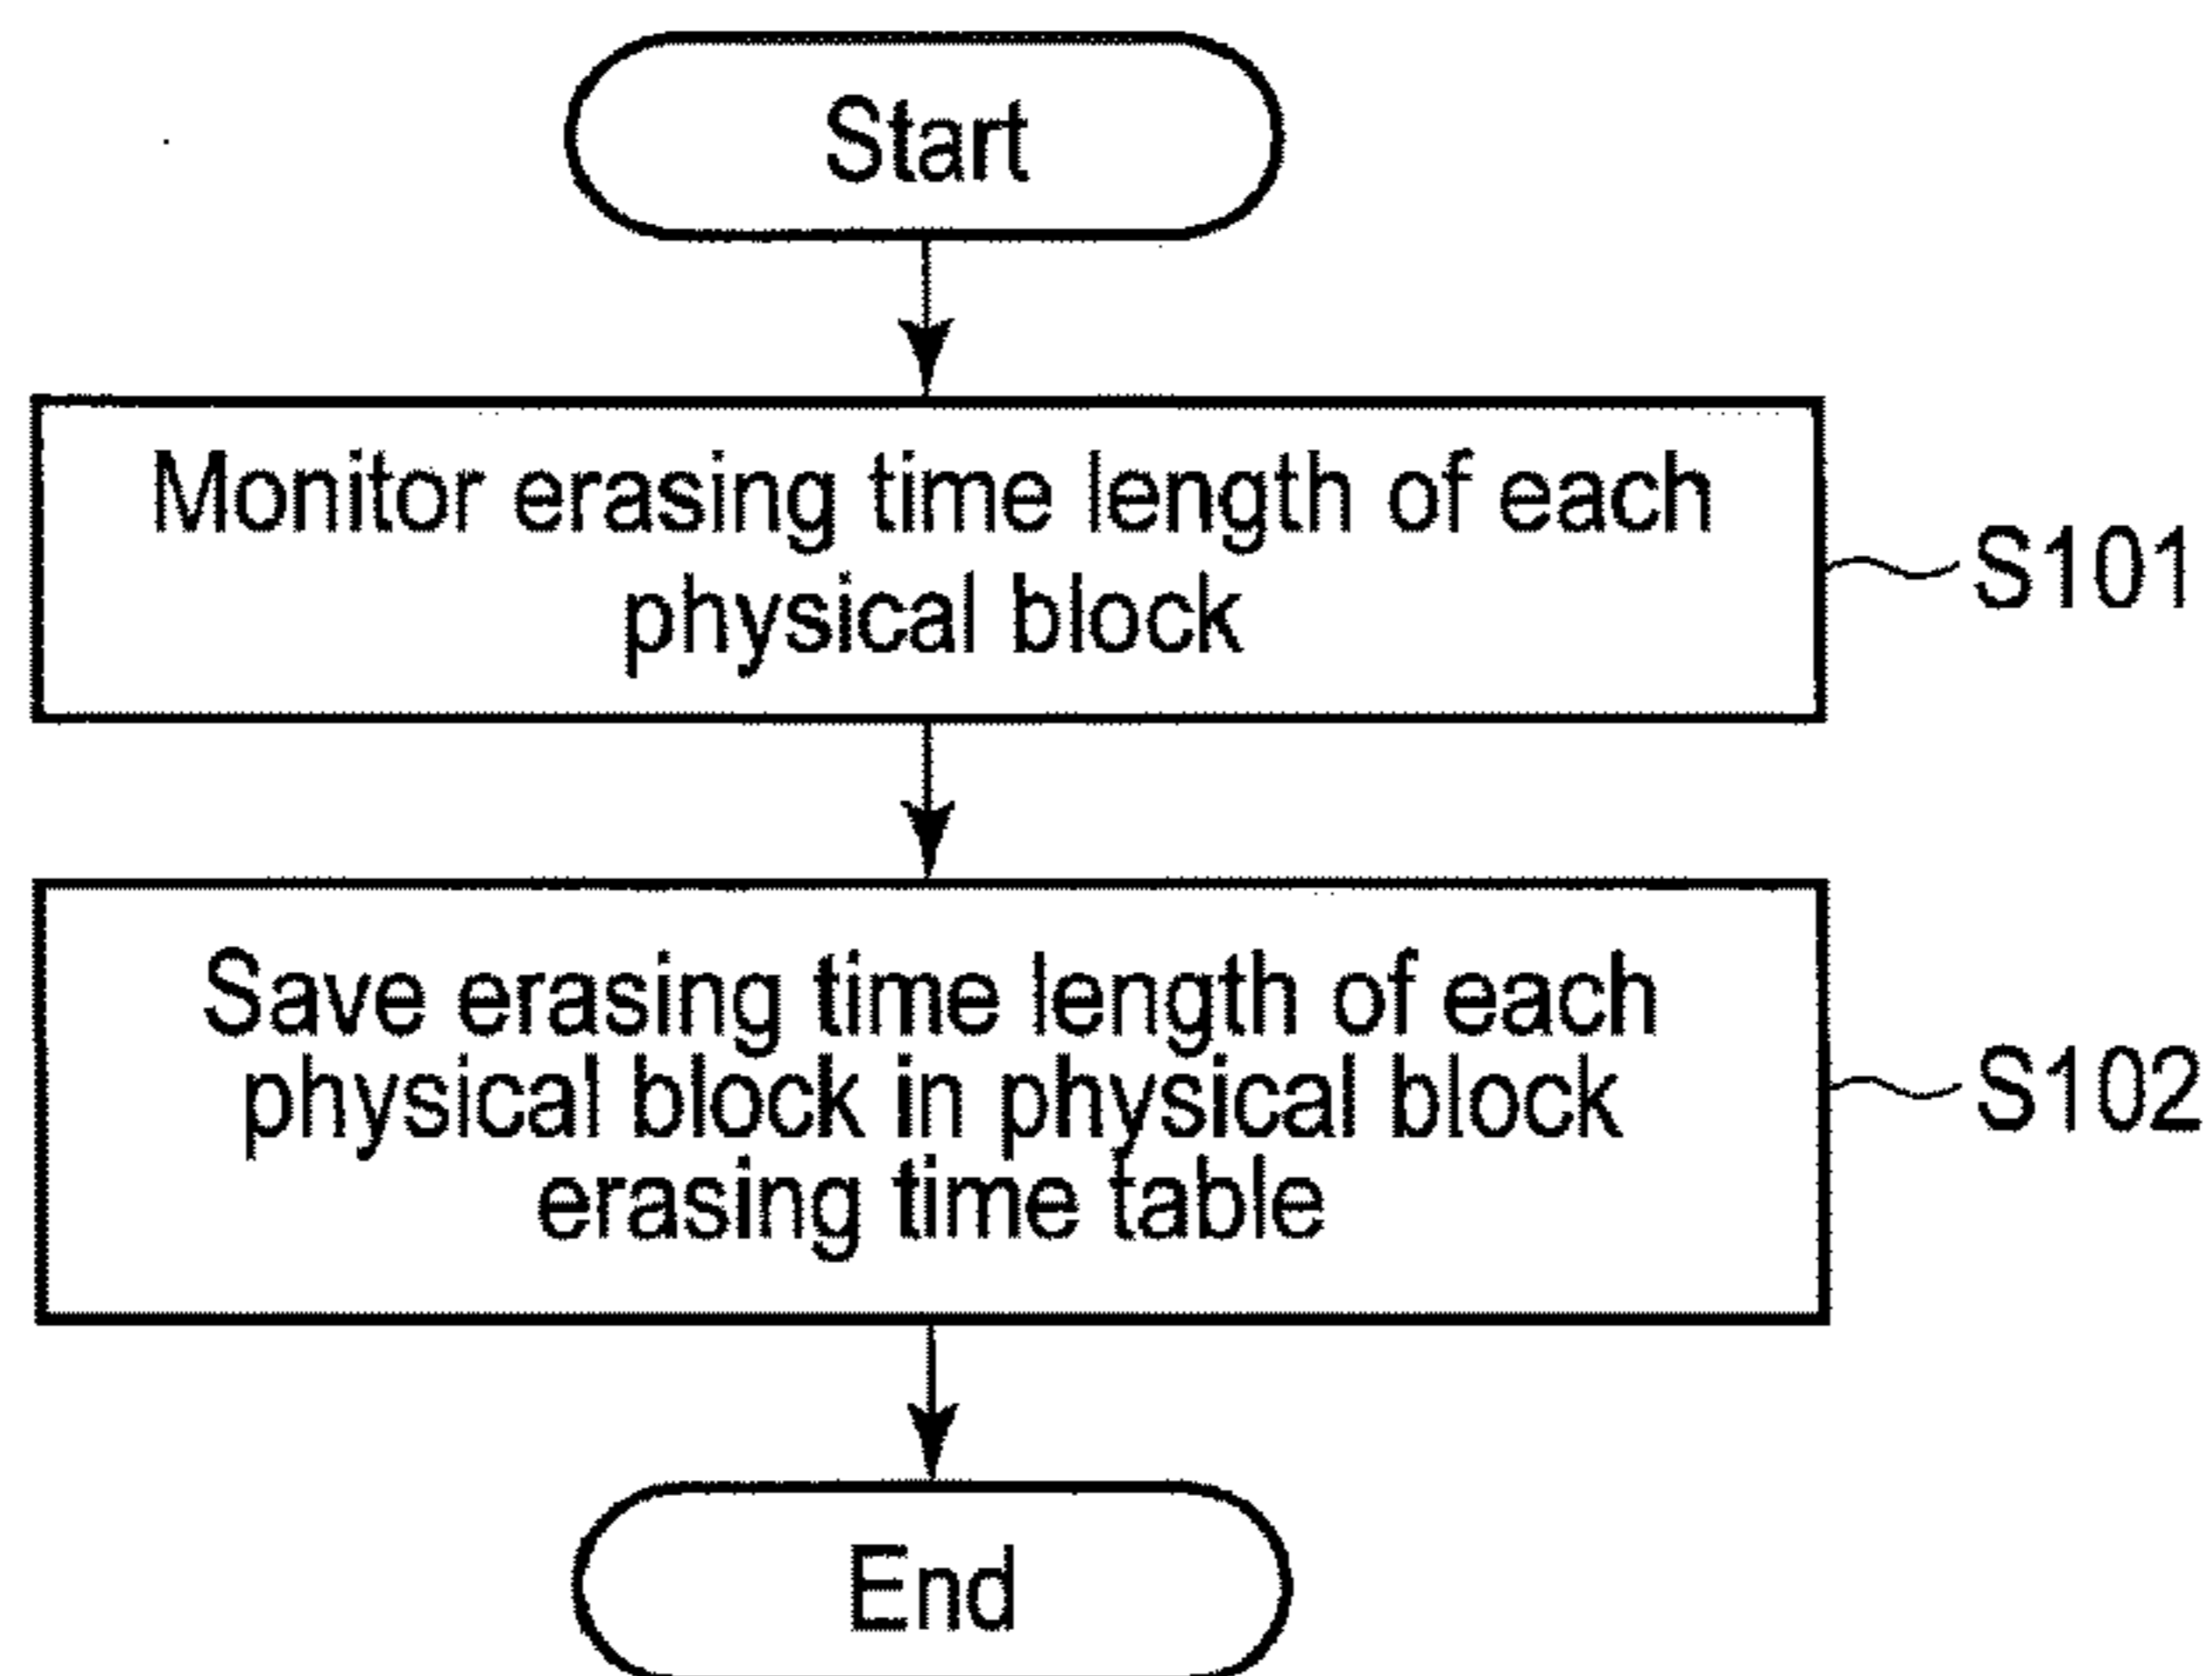 Start
Monitor erasing time length of each
physical block
S101
Save erasing time length of each
physical block in physical block
erasing time table
S102
End